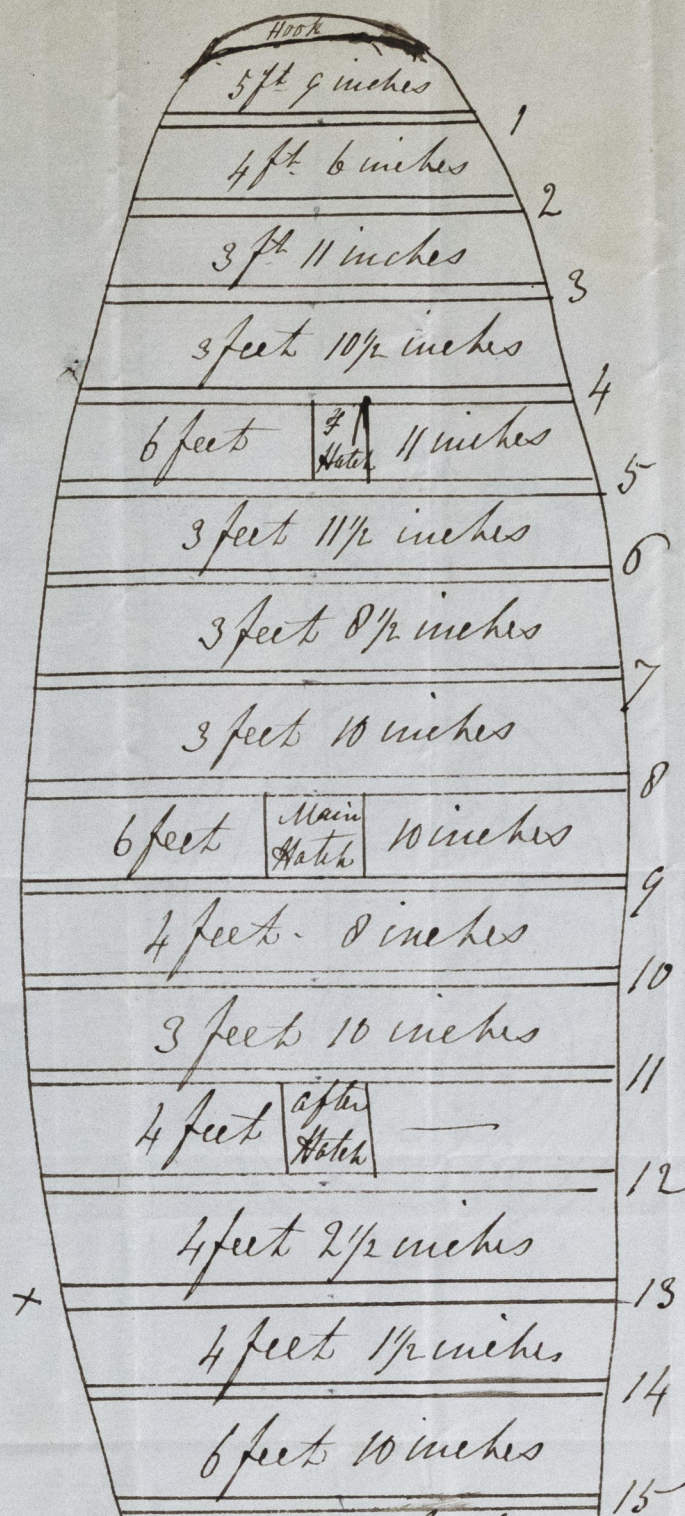 Hook
5 ft 9 inches
1
4 ft 6 inches
2
3 ft 11 inches
3
3 feet 10½ inches
4
6 feet Hatch 11 inches
5
3 feet 11½ inches
6
3 feet 8½ inches
7
3 feet 10 inches
8
6 feet Main Hatch 10 inches
9
4 feet - 8 inches
10
3 feet 10 inches
11
4 feet after Hatch —
12
4 feet 2½ inches
x 13
4 feet 1½ inches
14
6 feet 10 inches
15